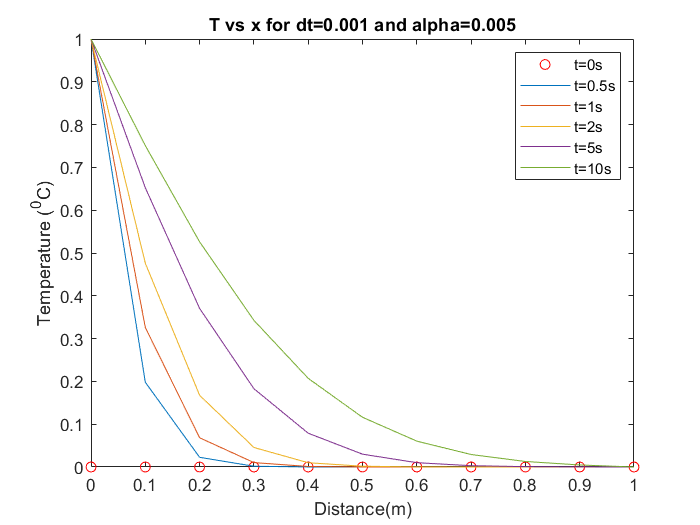 T vs x for dt=0.001 and alpha=0.005
1
0.9
0.8
0.7
0.6
0.5
0.4
0.3
0.2
0.1
0
Temperature (⁰C)
t=0s
t=0.5s
t=1s
t=2s
t=5s
t=10s
0 0.1 0.2 0.3 0.4 0.5 0.6 0.7 0.8 0.9 1
Distance(m)